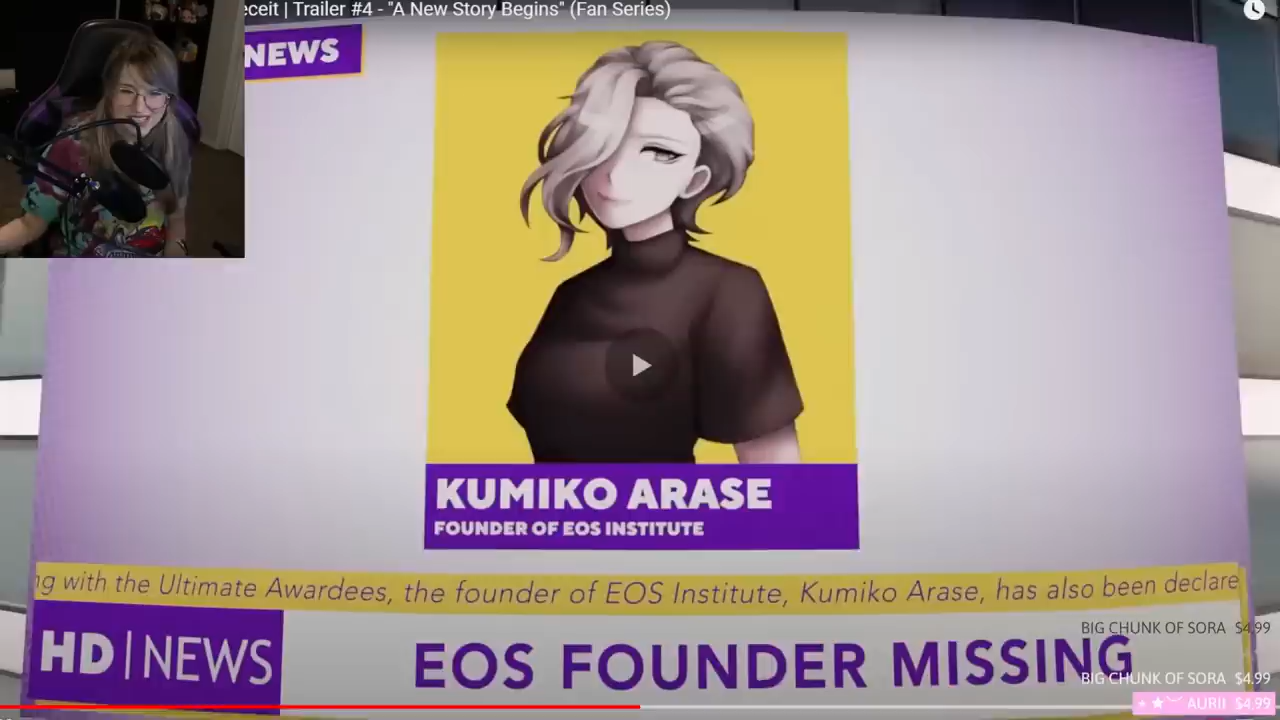 eceit | Trailer #4 - "A New Story Begins" (Fan Series)
NEWS
KUMIKO ARASE
FOUNDER OF EOS INSTITUTE
ng with the Ultimate Awardees, the founder of EOS Institute, Kumiko Arase, has also been declare
HD|NEWS
EOS FOUNDER MISSING
BIG CHUNK OF SORA $4.99
BIG CHUNK OF SORA $4.99
AURII $4.99